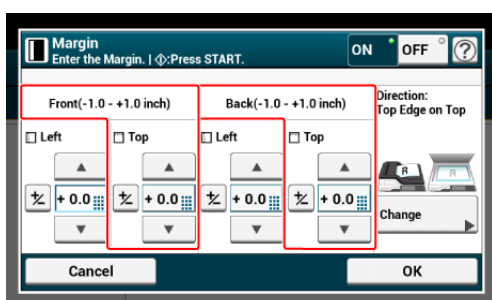 Margin
Enter the Margin. | :Press START.
ON
OFF
?
Front(-1.0 - +1.0 inch)
Back(-1.0 - +1.0 inch)
Direction:
Top Edge on Top
Left
Top
Left
Top
+ 0.0
+ 0.0
+ 0.0
+ 0.0
R
R
Change
Cancel
OK